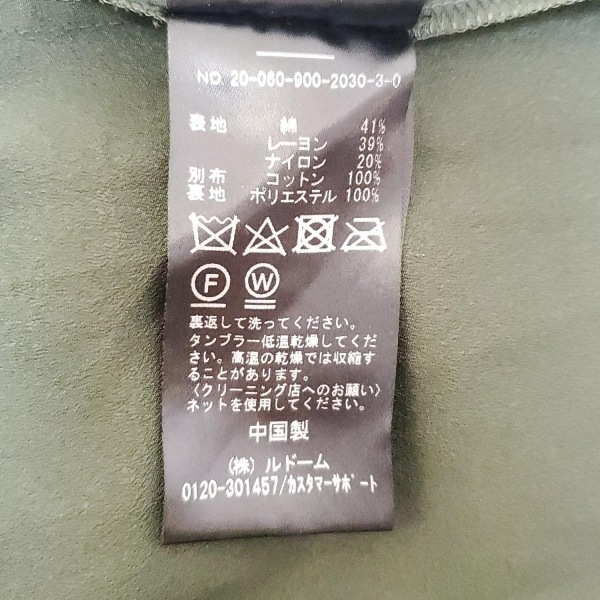 NO 20-060-900-2030-3-0
表地 綿 41%
レーヨン 39%
ナイロン 20%
別布 コットン 100%
裏地 ポリエステル 100%
F W
裏返して洗ってください。
タンブラー低温乾燥してくだ
さい。高温の乾燥では収縮す
ることがあります。
〈クリーニング店へのお願い〉
ネットを使用してください。
中国製
(株) ルドーム
0120-301457/カスタマーサポート